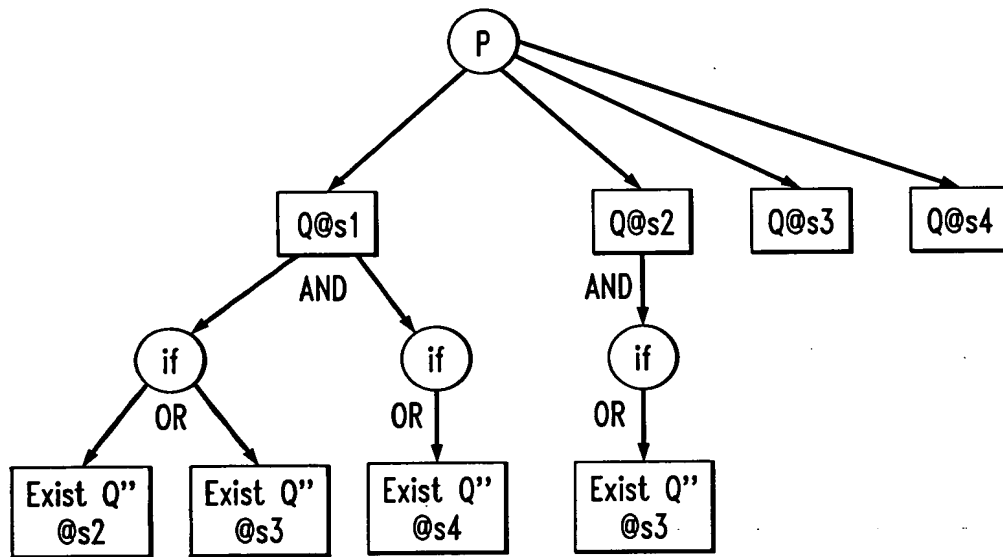 P
Q@s1
Q@s2
Q@s3
Q@s4
AND
AND
if
if
if
OR
OR
OR
Exist Q”
@s2
Exist Q”
@s3
Exist Q”
@s4
Exist Q”
@s3